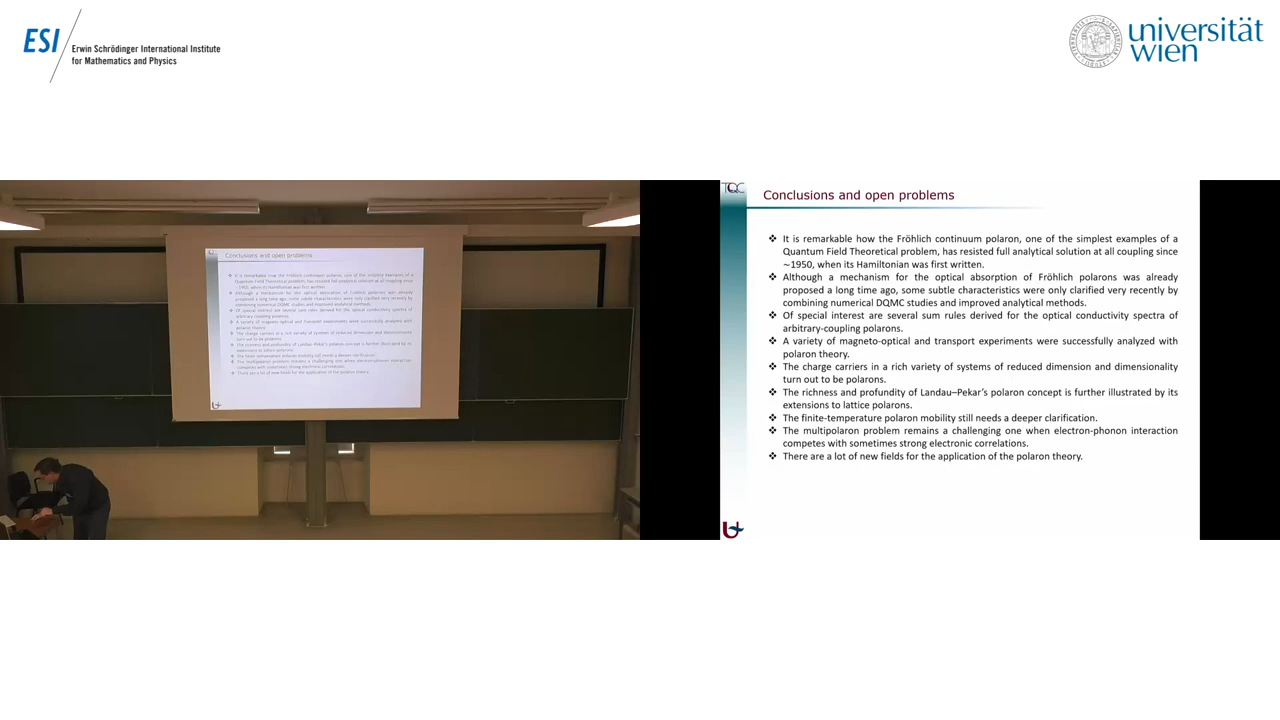 ESI
Erwin Schrödinger International Institute
for Mathematics and Physics
universität
wien
Conclusions and open problems
TQC
Conclusions and open problems
❖ It is remarkable how the Fröhlich continuum polaron, one of the simplest examples of a
Quantum Field Theoretical problem, has resisted full analytical solution at all coupling since
~1950, when its Hamiltonian was first written.
❖ Although a mechanism for the optical absorption of Fröhlich polarons was already
proposed a long time ago, some subtle characteristics were only clarified very recently by
combining numerical DQMC studies and improved analytical methods.
❖ Of special interest are several sum rules derived for the optical conductivity spectra of
arbitrary-coupling polarons.
❖ A variety of magneto-optical and transport experiments were successfully analyzed with
polaron theory.
❖ The charge carriers in a rich variety of systems of reduced dimension and dimensionality
turn out to be polarons.
❖ The richness and profundity of Landau–Pekar's polaron concept is further illustrated by its
extensions to lattice polarons.
❖ The finite-temperature polaron mobility still needs a deeper clarification.
❖ The multipolaron problem remains a challenging one when electron-phonon interaction
competes with sometimes strong electronic correlations.
❖ There are a lot of new fields for the application of the polaron theory.